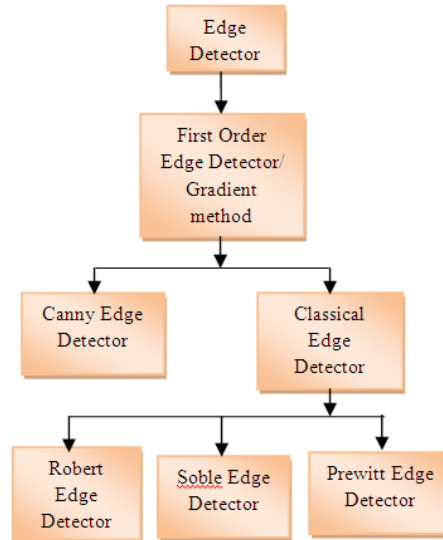 Edge
Detector
First Order
Edge Detector/
Gradient
method
Canny Edge
Detector
Classical
Edge
Detector
Robert
Edge
Detector
Soble Edge
Detector
Prewitt Edge
Detector